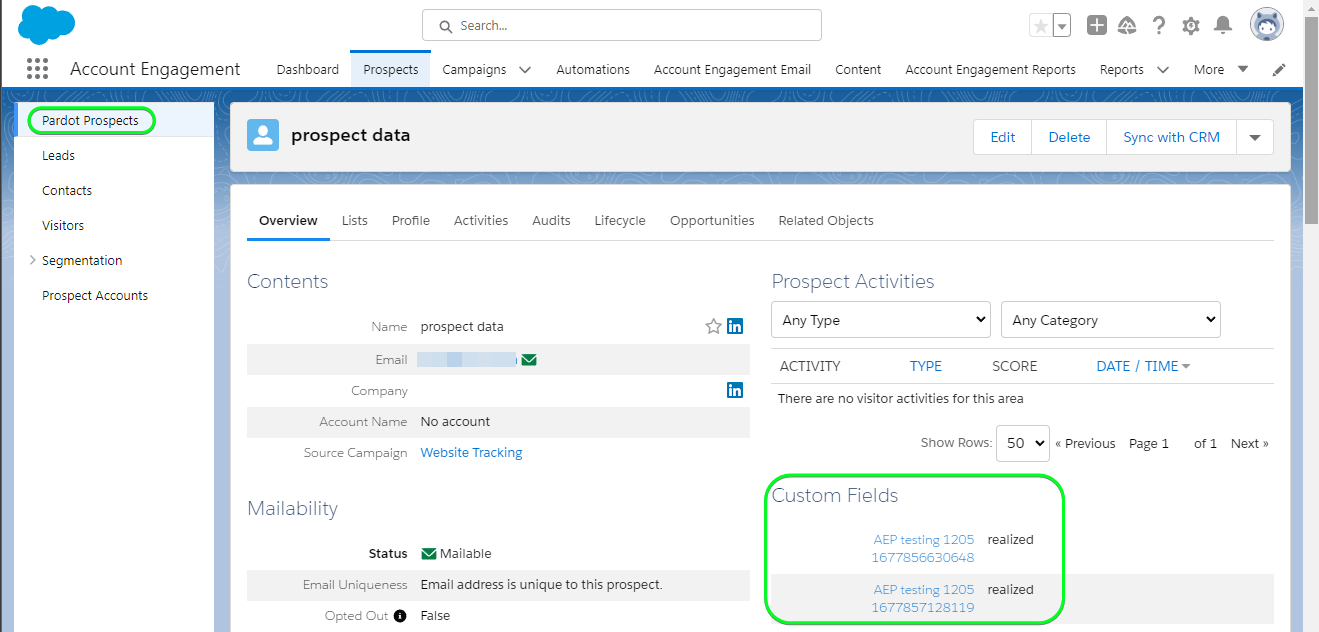 Search...
Account Engagement
Dashboard
Prospects
Campaigns
Automations
Account Engagement Email
Content
Account Engagement Reports
Reports
More
Pardot Prospects
Leads
Contacts
Visitors
Segmentation
Prospect Accounts
prospect data
Edit
Delete
Sync with CRM
Overview
Lists
Profile
Activities
Audits
Lifecycle
Opportunities
Related Objects
Contents
Name prospect data
Email
Company
Account Name No account
Source Campaign Website Tracking
Mailability
Status Mailable
Email Uniqueness Email address is unique to this prospect.
Opted Out False
Prospect Activities
Any Type
Any Category
ACTIVITY TYPE SCORE DATE / TIME
There are no visitor activities for this area
Show Rows: 50 « Previous Page 1 of 1 Next »
Custom Fields
AEP testing 1205 realized
1677856630648
AEP testing 1205 realized
1677857128119